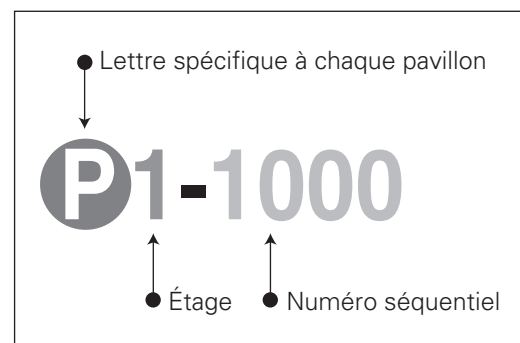 Lettre spécifique à chaque pavillon
P1-1000
Étage
Numéro séquentiel